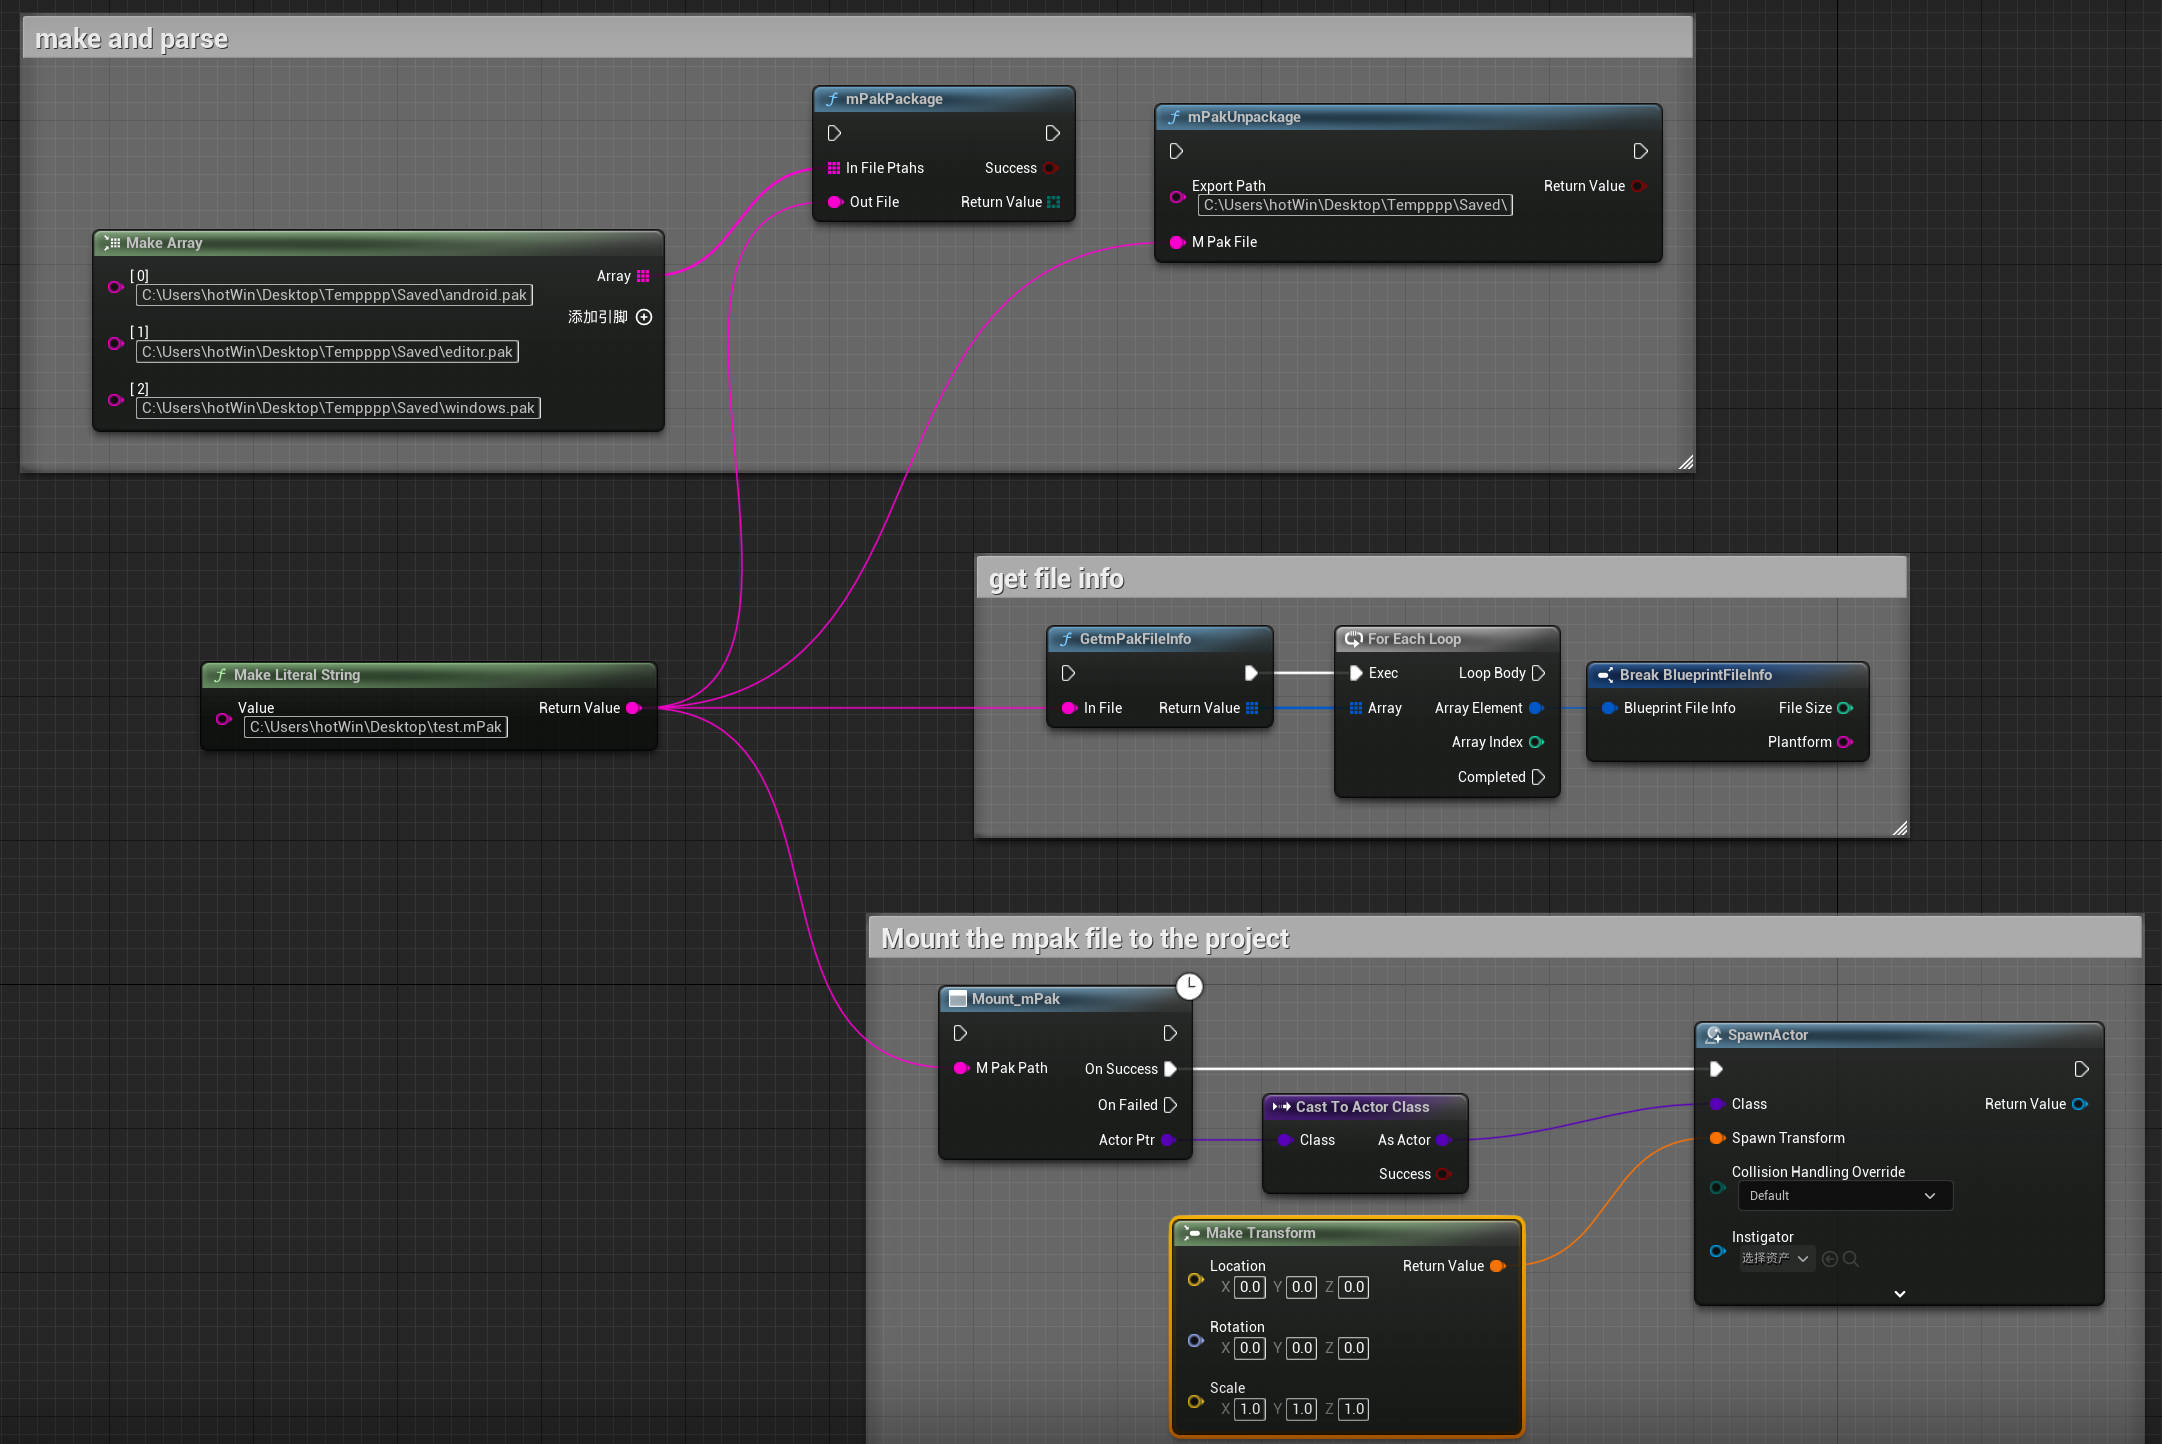 make and parse
mPakPackage
In File Ptahs
Success
Out File
Return Value
mPakUnpackage
Export Path
C:\Users\hotWin\Desktop\Tempppp\Saved\
Return Value
M Pak File
Make Array
[0]
C:\Users\hotWin\Desktop\Tempppp\Saved\android.pak
Array
添加引脚
[1]
C:\Users\hotWin\Desktop\Tempppp\Saved\editor.pak
[2]
C:\Users\hotWin\Desktop\Tempppp\Saved\windows.pak
Make Literal String
Value
C:\Users\hotWin\Desktop\test.mPak
Return Value
get file info
GetmPakFileInfo
In File
Return Value
For Each Loop
Exec
Loop Body
Array
Array Element
Array Index
Completed
Break BlueprintFileInfo
Blueprint File Info
File Size
Plantform
Mount the mpak file to the project
Mount_mPak
M Pak Path
On Success
On Failed
Actor Ptr
Cast To Actor Class
Class
As Actor
Success
Make Transform
Location
X 0.0 Y 0.0 Z 0.0
Return Value
Rotation
X 0.0 Y 0.0 Z 0.0
Scale
X 1.0 Y 1.0 Z 1.0
SpawnActor
Class
Return Value
Spawn Transform
Collision Handling Override
Default
Instigator
选择资产